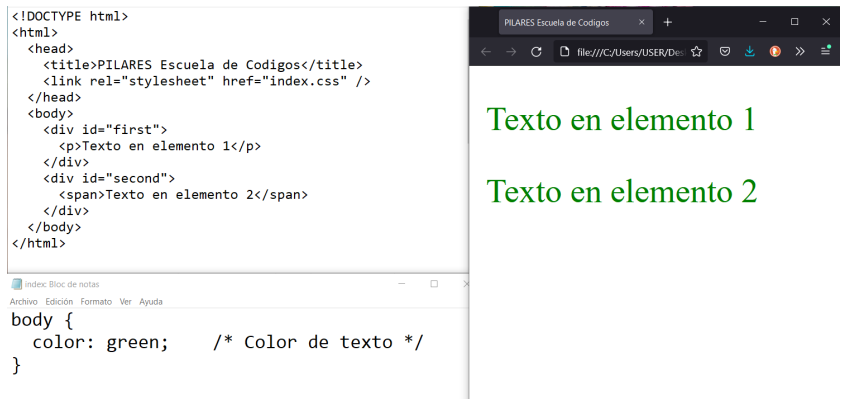 <!DOCTYPE html>
<html>
  <head>
    <title>PILARES Escuela de Codigos</title>
    <link rel="stylesheet" href="index.css" />
  </head>
  <body>
    <div id="first">
      <p>Texto en elemento 1</p>
    </div>
    <div id="second">
      <span>Texto en elemento 2</span>
    </div>
  </body>
</html>
index: Bloc de notas
Archivo Edición Formato Ver Ayuda
body {
  color: green;    /* Color de texto */
}
PILARES Escuela de Codigos
file:///C:/Users/USER/Des
Texto en elemento 1
Texto en elemento 2